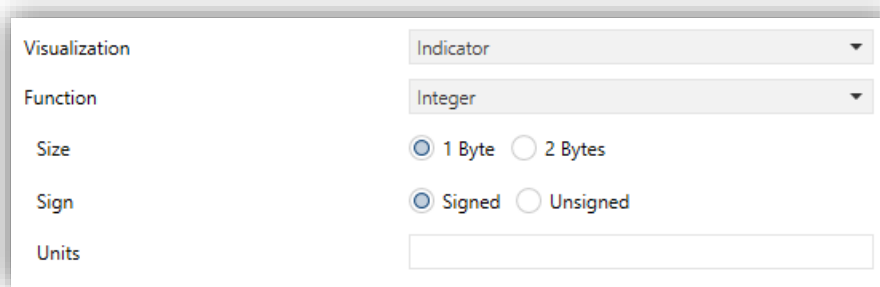 Visualization Indicator
Function Integer
Size 1 Byte 2 Bytes
Sign Signed Unsigned
Units